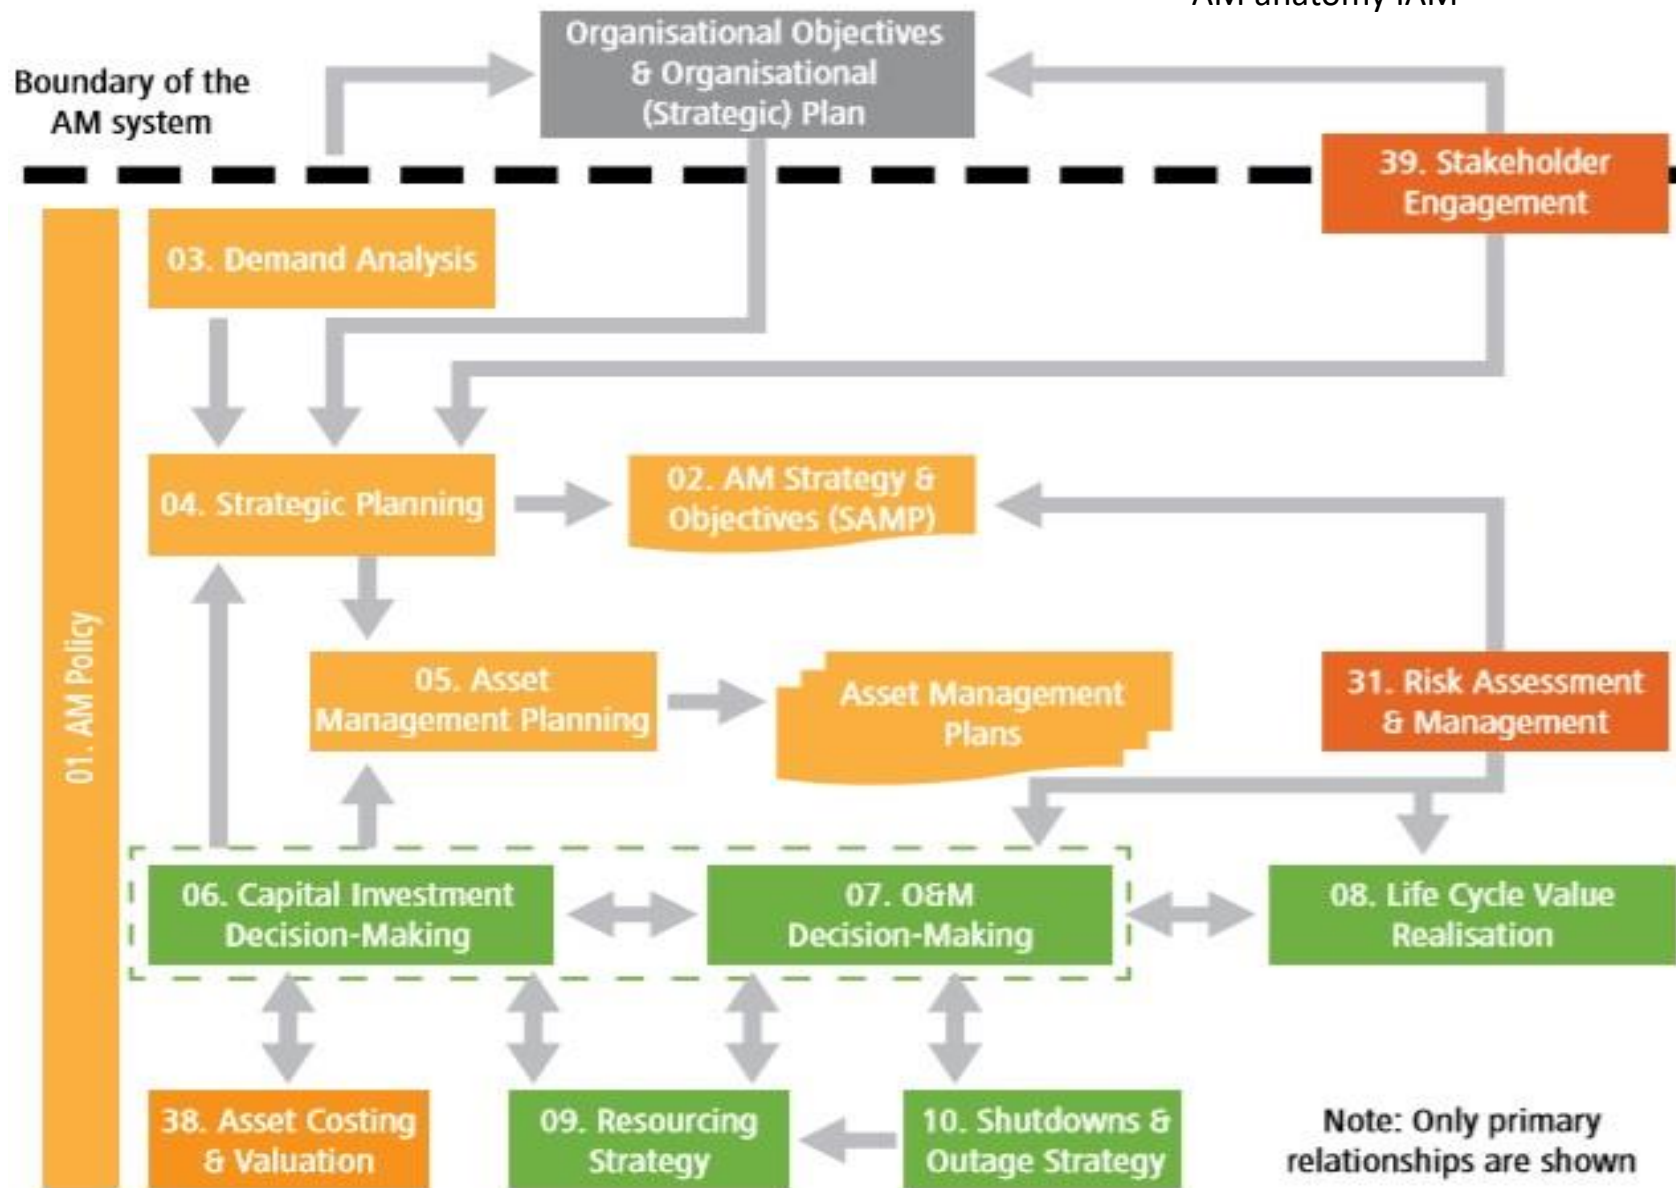 AM anatomy IAM
Organisational Objectives
& Organisational
(Strategic) Plan
Boundary of the
AM system
39. Stakeholder
Engagement
03. Demand Analysis
04. Strategic Planning
02. AM Strategy &
Objectives (SAMP)
01. AM Policy
05. Asset
Management Planning
Asset Management
Plans
31. Risk Assessment
& Management
06. Capital Investment
Decision-Making
07. O&M
Decision-Making
08. Life Cycle Value
Realisation
38. Asset Costing
& Valuation
09. Resourcing
Strategy
10. Shutdowns &
Outage Strategy
Note: Only primary
relationships are shown